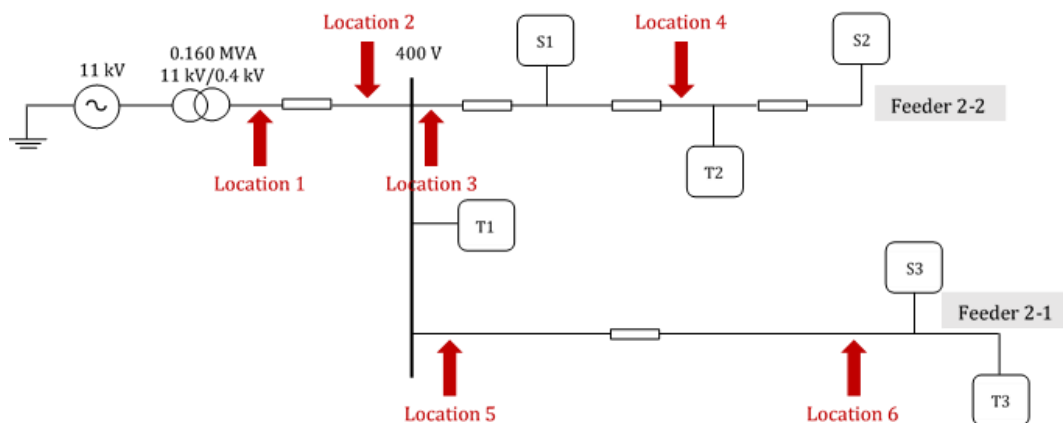 Location 2
Location 4
S1
S2
0.160 MVA
400 V
11 kV
11 kV/0.4 kV
Feeder 2-2
Location 1
Location 3
T2
T1
S3
Feeder 2-1
Location 5
Location 6
T3